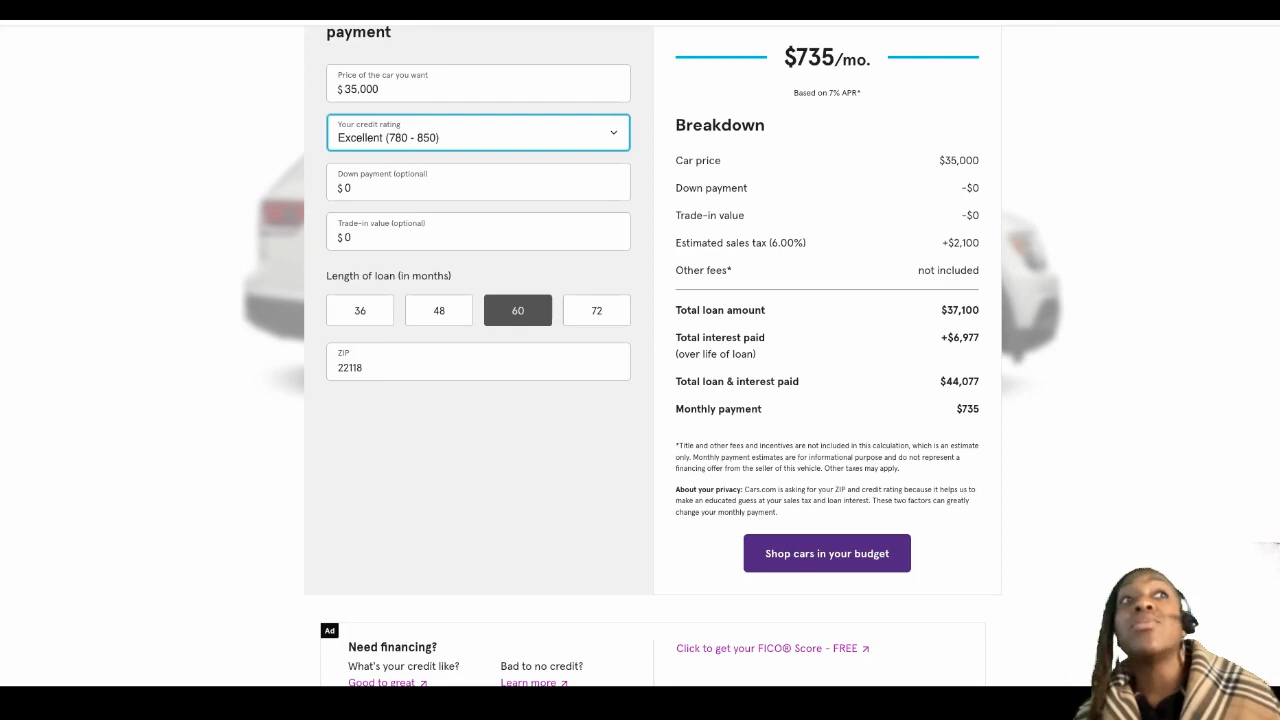 payment
Price of the car you want
$ 35,000
Your credit rating
Excellent (780 - 850)
Down payment (optional)
$ 0
Trade-in value (optional)
$ 0
Length of loan (in months)
36 48 60 72
ZIP
22118
$735/mo.
Based on 7% APR*
Breakdown
Car price $35,000
Down payment -$0
Trade-in value -$0
Estimated sales tax (6.00%) +$2,100
Other fees* not included
Total loan amount $37,100
Total interest paid +$6,977
(over life of loan)
Total loan & interest paid $44,077
Monthly payment $735
*Title and other fees and incentives are not included in this calculation, which is an estimate
only. Monthly payment estimates are for informational purpose and do not represent a
financing offer from the seller of this vehicle. Other taxes may apply.
About your privacy: Cars.com is asking for your ZIP and credit rating because it helps us to
make an educated guess at your sales tax and loan interest. These two factors can greatly
change your monthly payment.
Shop cars in your budget
Ad
Need financing?
What's your credit like? Bad to no credit?
Good to great Learn more
Click to get your FICO® Score - FREE